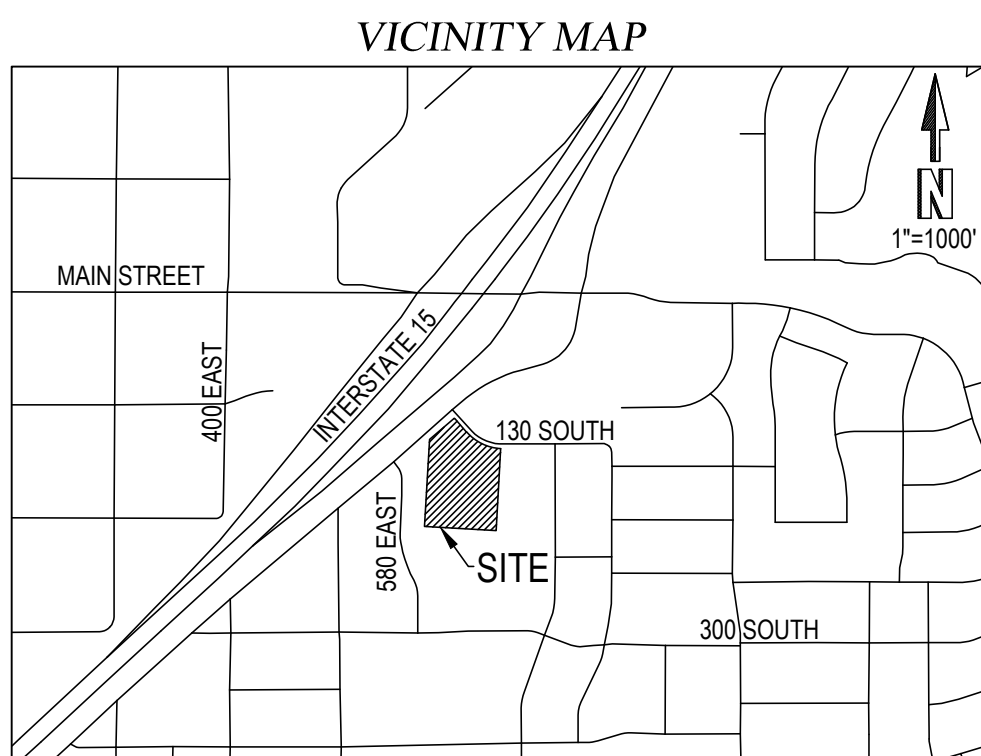 VICINITY MAP
N
1"=1000'
MAIN STREET
INTERSTATE 15
400 EAST
130 SOUTH
580 EAST
SITE
300 SOUTH